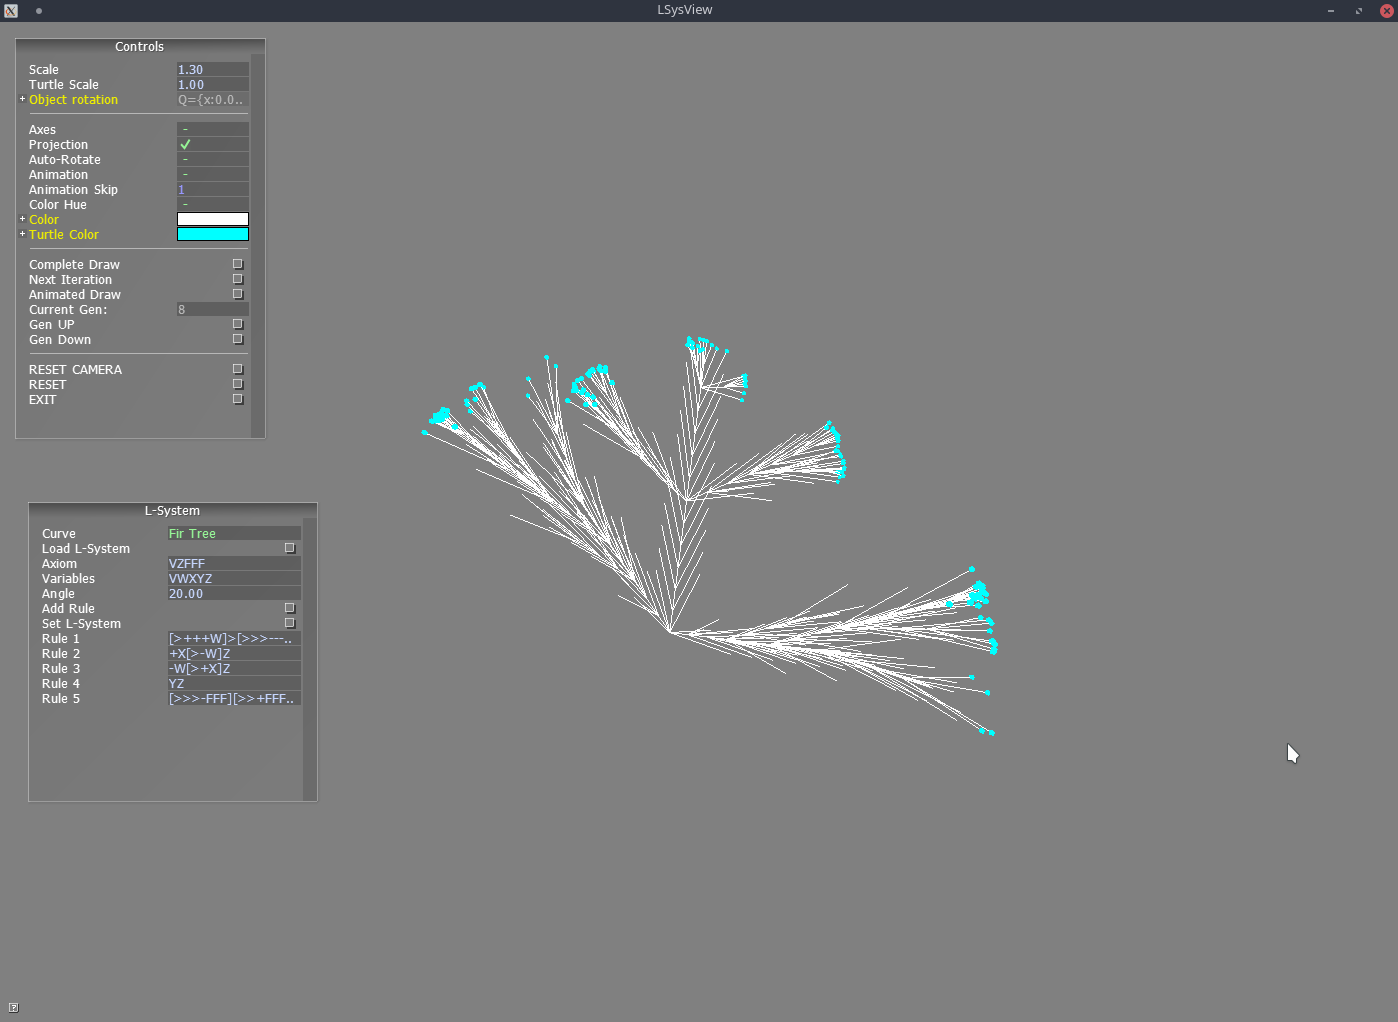 LSysView
Controls
Scale 1.30
Turtle Scale 1.00
+ Object rotation Q={x:0.0..
Axes -
Projection ✓
Auto-Rotate -
Animation -
Animation Skip 1
Color Hue -
+ Color
+ Turtle Color
Complete Draw
Next Iteration
Animated Draw
Current Gen: 8
Gen UP
Gen Down
RESET CAMERA
RESET
EXIT
L-System
Curve Fir Tree
Load L-System
Axiom VZFFF
Variables VWXYZ
Angle 20.00
Add Rule
Set L-System
Rule 1 [>+++W]>[>>>---..
Rule 2 +X[>-W]Z
Rule 3 -W[>+X]Z
Rule 4 YZ
Rule 5 [>>>-FFF][>>+FFF..
?